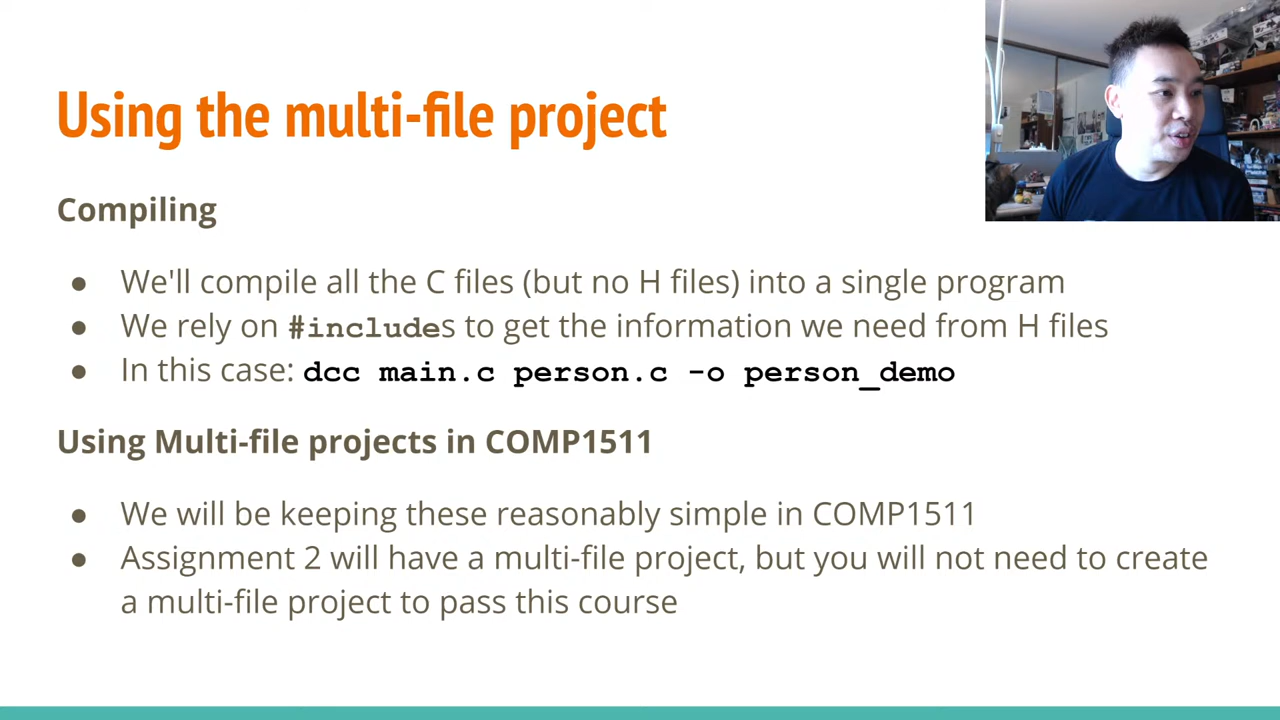 Using the multi-file project
Compiling
● We'll compile all the C files (but no H files) into a single program
● We rely on #includes to get the information we need from H files
● In this case: dcc main.c person.c -o person_demo
Using Multi-file projects in COMP1511
● We will be keeping these reasonably simple in COMP1511
● Assignment 2 will have a multi-file project, but you will not need to create
a multi-file project to pass this course